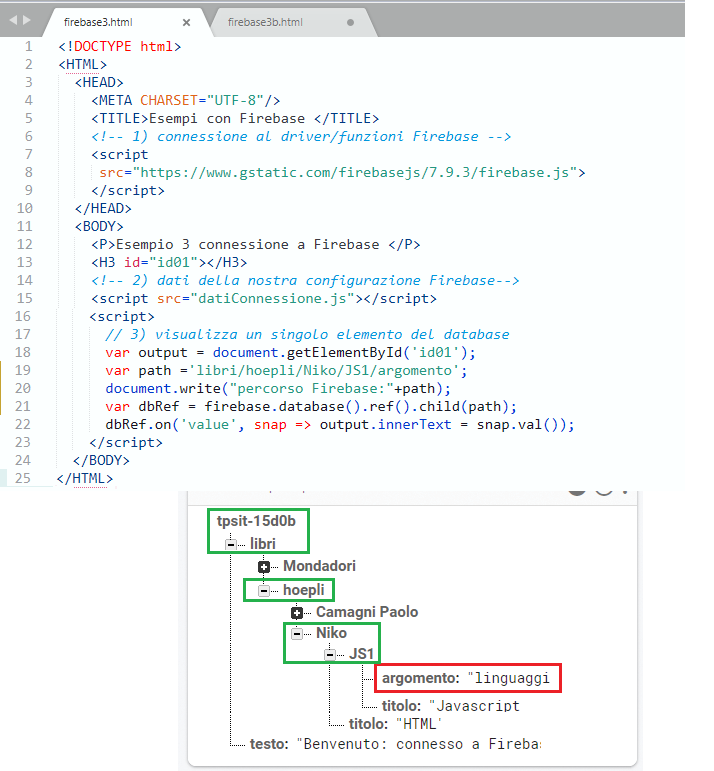 firebase3.html × firebase3b.html
1 <!DOCTYPE html>
2 <HTML>
3 <HEAD>
4 <META CHARSET="UTF-8"/>
5 <TITLE>Esempi con Firebase </TITLE>
6 <!-- 1) connessione al driver/funzioni Firebase -->
7 <script
8 src="https://www.gstatic.com/firebasejs/7.9.3/firebase.js">
9 </script>
10 </HEAD>
11 <BODY>
12 <P>Esempio 3 connessione a Firebase </P>
13 <H3 id="id01"></H3>
14 <!-- 2) dati della nostra configurazione Firebase-->
15 <script src="datiConnessione.js"></script>
16 <script>
17 // 3) visualizza un singolo elemento del database
18 var output = document.getElementById('id01');
19 var path ='libri/hoepli/Niko/JS1/argomento';
20 document.write("percorso Firebase:"+path);
21 var dbRef = firebase.database().ref().child(path);
22 dbRef.on('value', snap => output.innerText = snap.val());
23 </script>
24 </BODY>
25 </HTML>
tpsit-15d0b
libri
Mondadori
hoepli
Camagni Paolo
Niko
JS1
argomento: "linguaggi
titolo: "Javascript
titolo: "HTML"
testo: "Benvenuto: connesso a Fireba